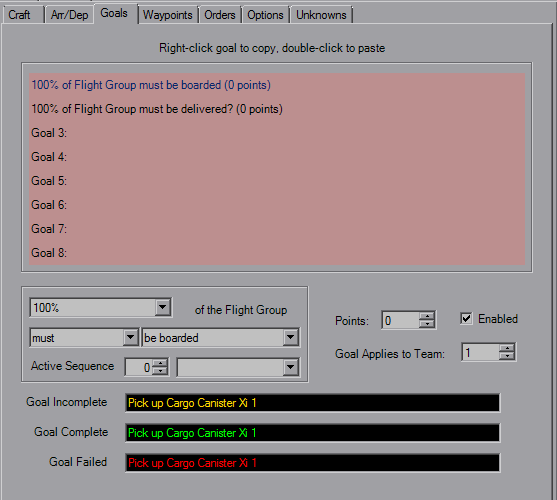 Craft Arr/Dep Goals Waypoints Orders Options Unknowns
Right-click goal to copy, double-click to paste
100% of Flight Group must be boarded (0 points)
100% of Flight Group must be delivered? (0 points)
Goal 3:
Goal 4:
Goal 5:
Goal 6:
Goal 7:
Goal 8:
100% of the Flight Group
must be boarded
Active Sequence 0
Points: 0 Enabled
Goal Applies to Team: 1
Goal Incomplete Pick up Cargo Canister Xi 1
Goal Complete Pick up Cargo Canister Xi 1
Goal Failed Pick up Cargo Canister Xi 1